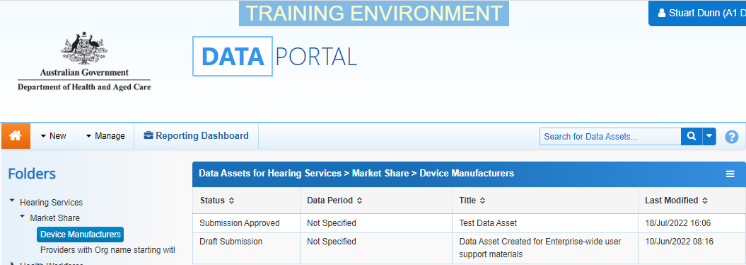 TRAINING ENVIRONMENT
Stuart Dunn (A1 D
Australian Government
Department of Health and Aged Care
DATA PORTAL
New
Manage
Reporting Dashboard
Search for Data Assets...
?
Folders
Hearing Services
Market Share
Device Manufacturers
Providers with Org name starting witl
Data Assets for Hearing Services > Market Share > Device Manufacturers
Status Data Period Title Last Modified
Submission Approved Not Specified Test Data Asset 18/Jul/2022 16:06
Draft Submission Not Specified Data Asset Created for Enterprise-wide user 10/Jun/2022 08:16
support materials